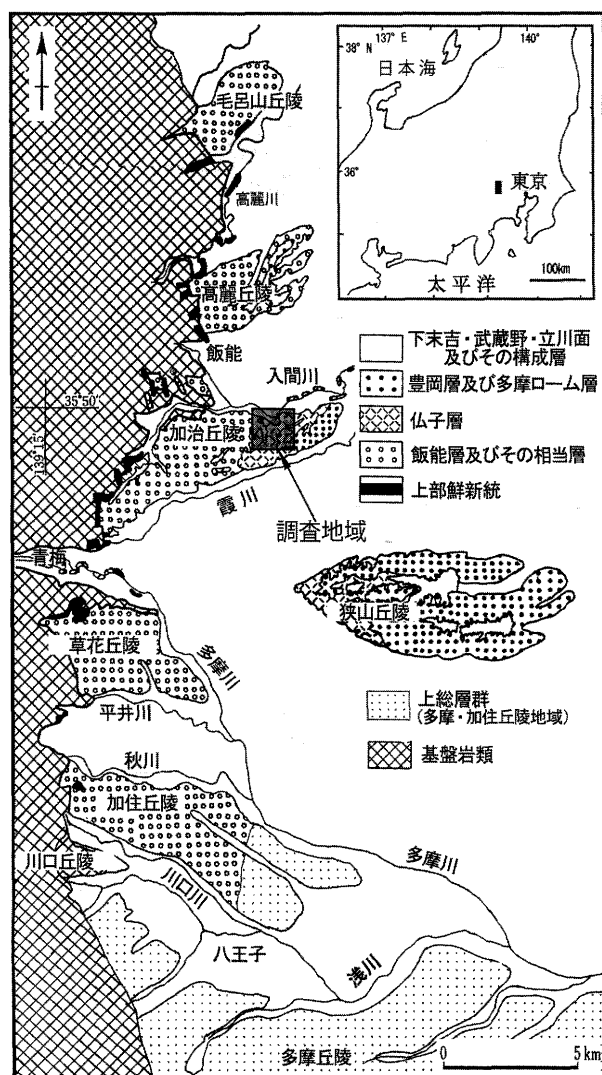 137° E
140°
38° N
日本海
36°
東京
太平洋
100km
毛呂山丘陵
高麗川
高麗丘陵
飯能
入間川
35°50′
139°15′
加治丘陵
霞川
調査地域
下末吉・武蔵野・立川面
及びその構成層
豊岡層及び多摩ローム層
仏子層
飯能層及びその相当層
上部鮮新統
青梅
狭山丘陵
草花丘陵
多摩川
平井川
上総層群
(多摩・加住丘陵地域)
基盤岩類
秋川
加住丘陵
多摩川
川口丘陵
川口川
八王子
浅川
多摩丘陵
0 5km